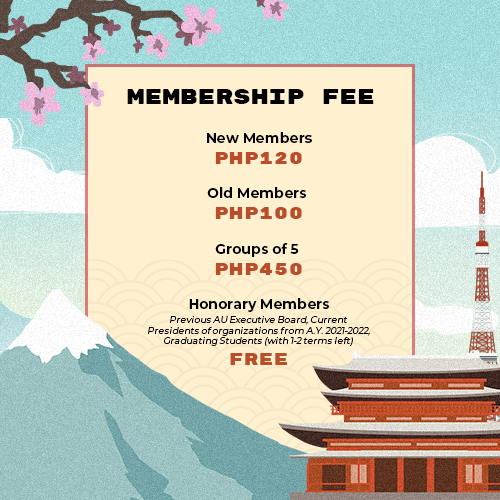 MEMBERSHIP FEE
New Members
PHP120
Old Members
PHP100
Groups of 5
PHP450
Honorary Members
Previous AU Executive Board, Current
Presidents of organizations from A.Y. 2021-2022,
Graduating Students (with 1-2 terms left)
FREE